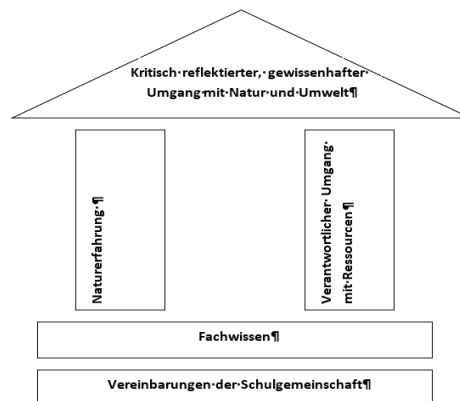 Kritisch·reflektierter,·gewissenhafter·
Umgang·mit·Natur·und·Umwelt¶
Naturerfahrung·¶
Verantwortlicher·Umgang·
mit·Ressourcen¶
Fachwissen¶
Vereinbarungen·der·Schulgemeinschaft¶